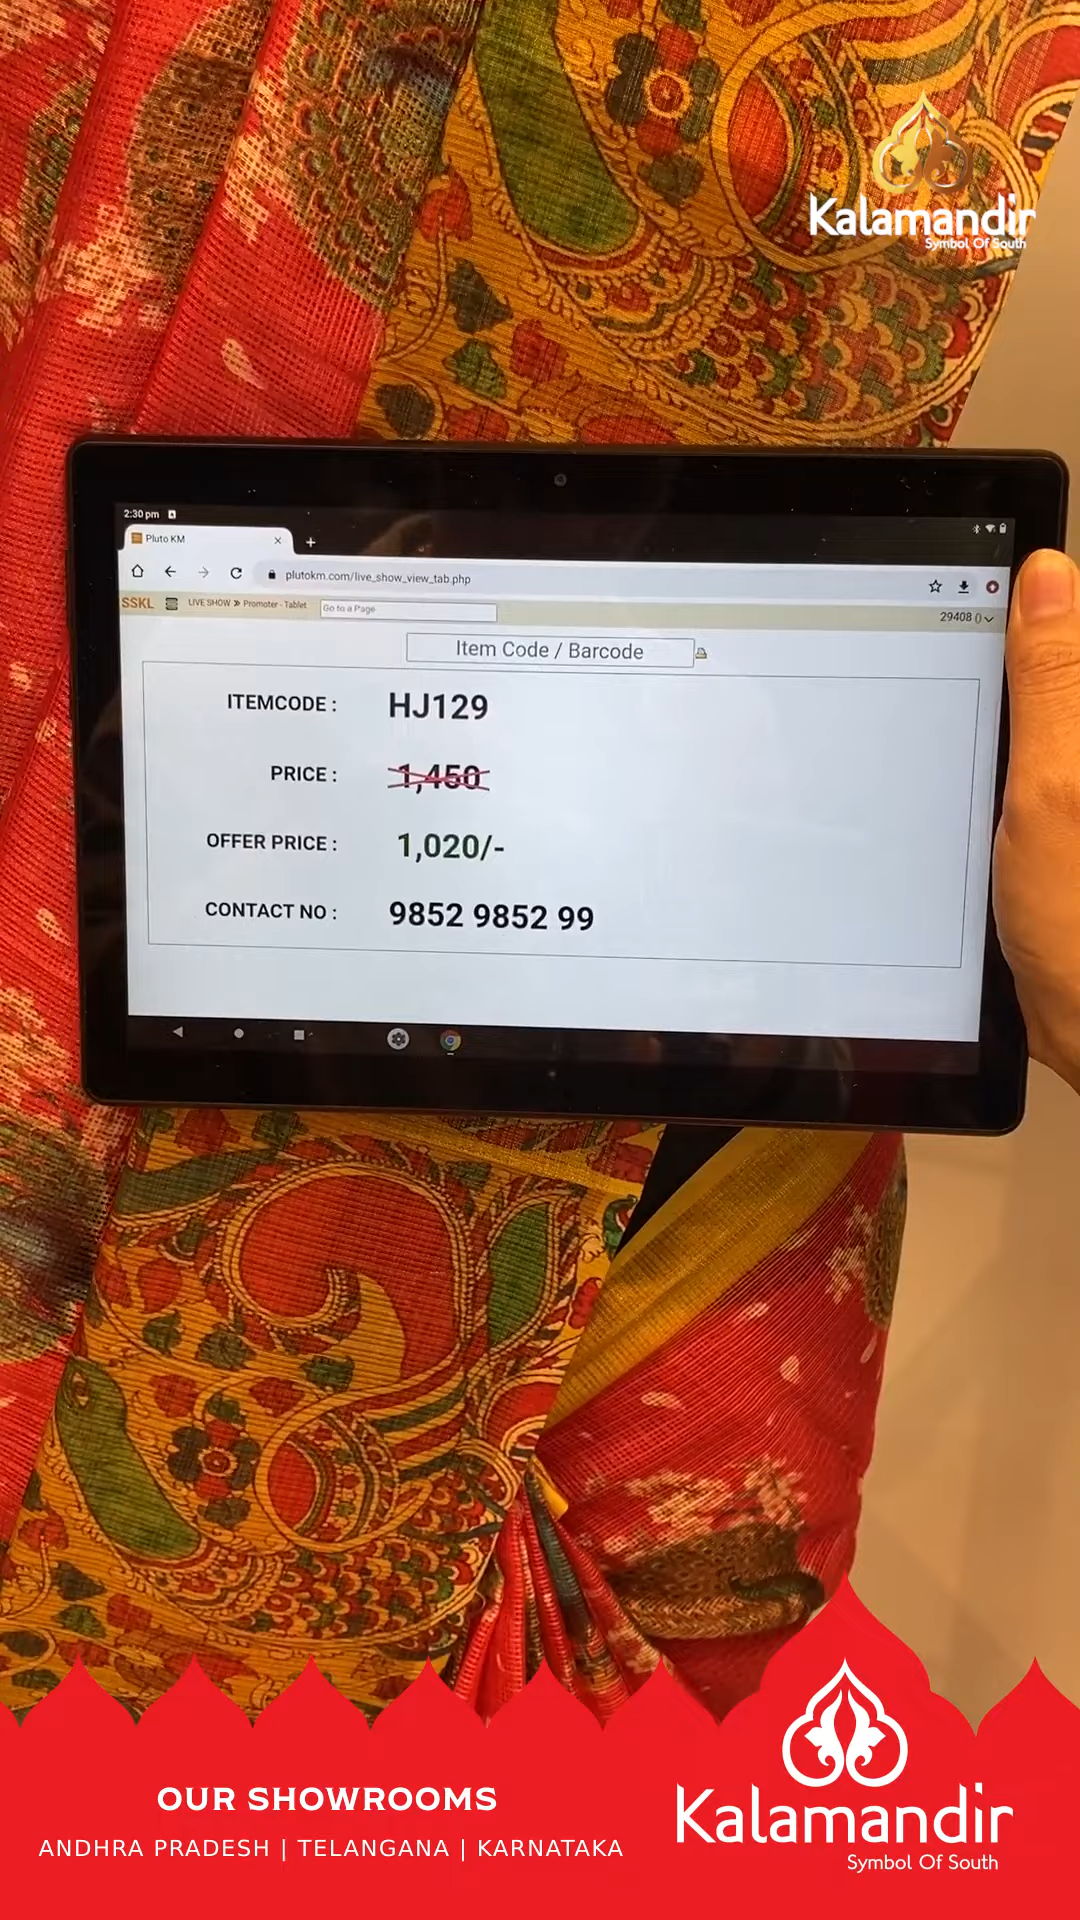 Kalamandir
Symbol Of South
2:30 pm
Pluto KM
plutokm.com/live_show_view_tab.php
SSKL
LIVE SHOW » Promoter - Tablet
Go to a Page
29408 ()
Item Code / Barcode
ITEMCODE : HJ129
PRICE : 1,450
OFFER PRICE : 1,020/-
CONTACT NO : 9852 9852 99
OUR SHOWROOMS
ANDHRA PRADESH | TELANGANA | KARNATAKA
Kalamandir
Symbol Of South